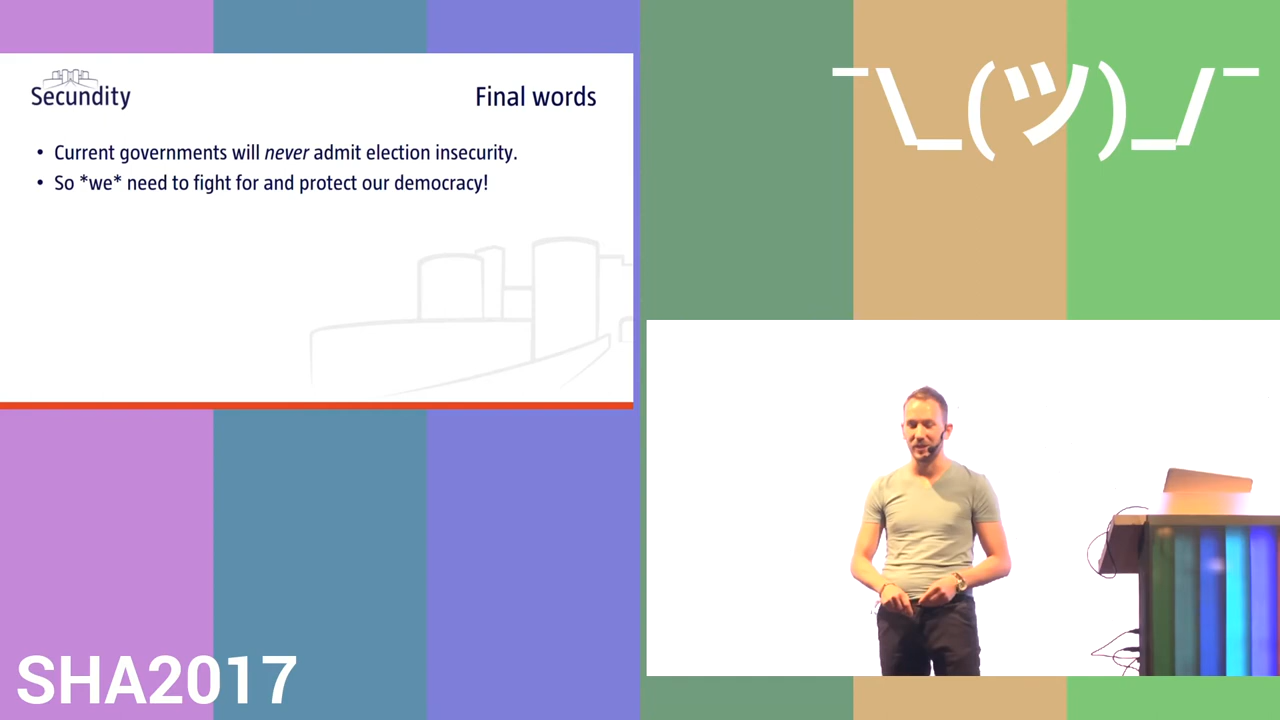 Secundity
Final words
• Current governments will never admit election insecurity.
• So *we* need to fight for and protect our democracy!
¯\_(ツ)_/¯
SHA2017